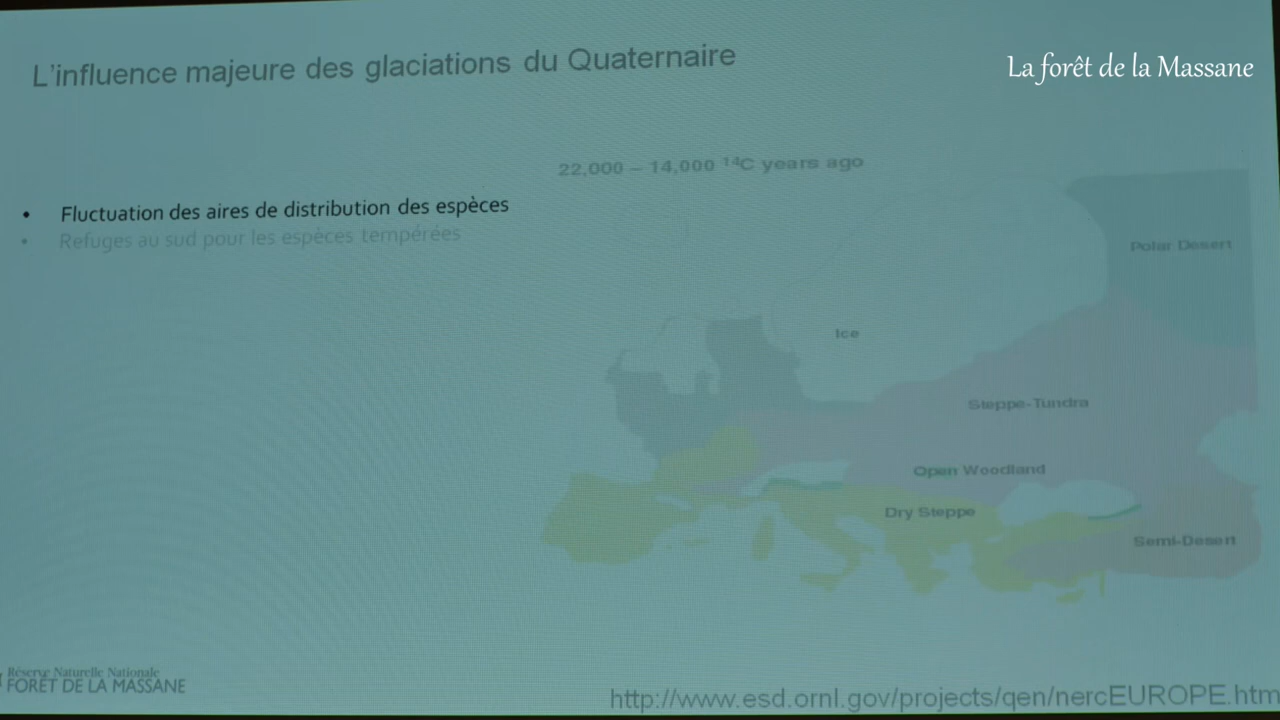 L'influence majeure des glaciations du Quaternaire
La forêt de la Massane
22,000 – 14,000 ¹⁴C years ago
• Fluctuation des aires de distribution des espèces
• Refuges au sud pour les espèces tempérées
Polar Desert
Ice
Steppe-Tundra
Open Woodland
Dry Steppe
Semi-Desert
Réserve Naturelle Nationale
FORÊT DE LA MASSANE
http://www.esd.ornl.gov/projects/qen/nercEUROPE.htm